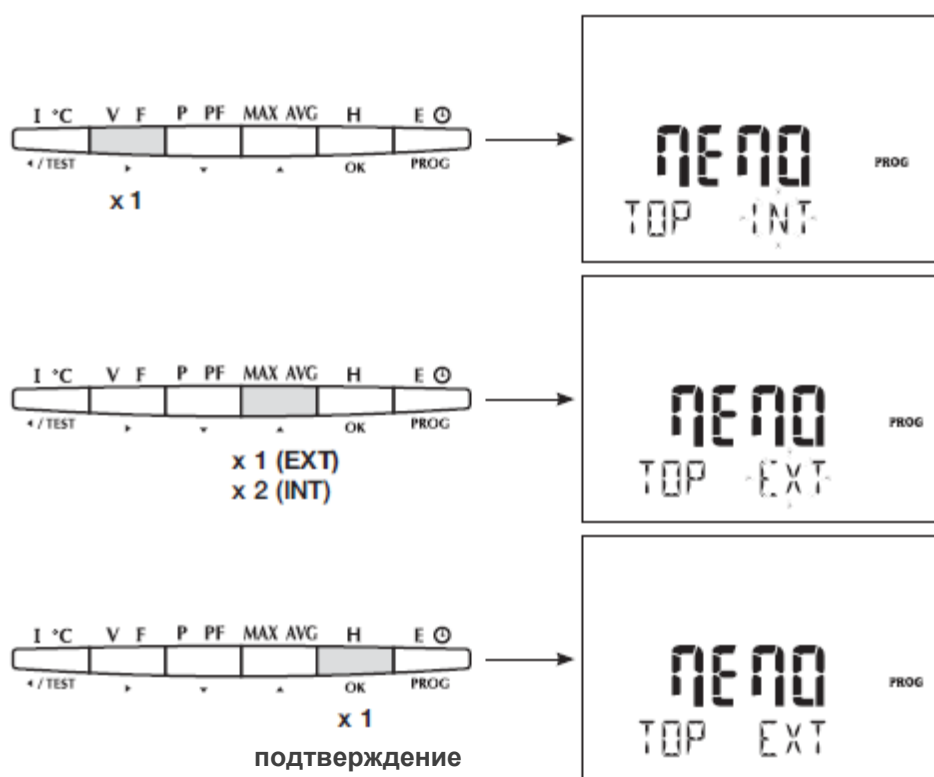 I °C V F P PF MAX AVG H E
◂ / TEST ▸ ▾ ▴ OK PROG
x 1
MEMO
PROG
TOP INT
I °C V F P PF MAX AVG H E
◂ / TEST ▸ ▾ ▴ OK PROG
x 1 (EXT)
x 2 (INT)
MEMO
PROG
TOP EXT
I °C V F P PF MAX AVG H E
◂ / TEST ▸ ▾ ▴ OK PROG
x 1
подтверждение
MEMO
PROG
TOP EXT